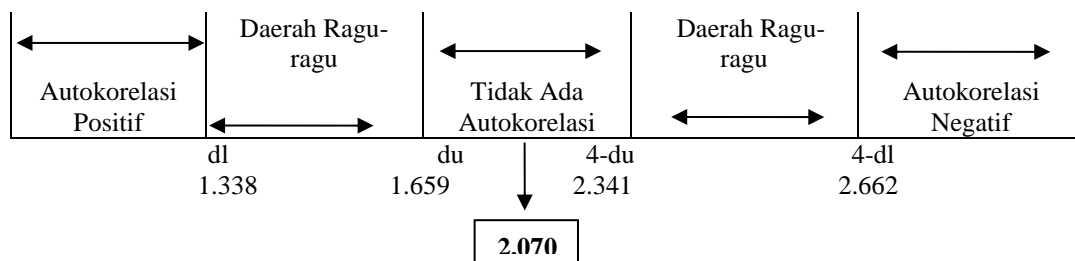 Daerah Ragu-
ragu
Daerah Ragu-
ragu
Autokorelasi
Positif
Tidak Ada
Autokorelasi
Autokorelasi
Negatif
dl
du
4-du
4-dl
1.338
1.659
2.341
2.662
2.070